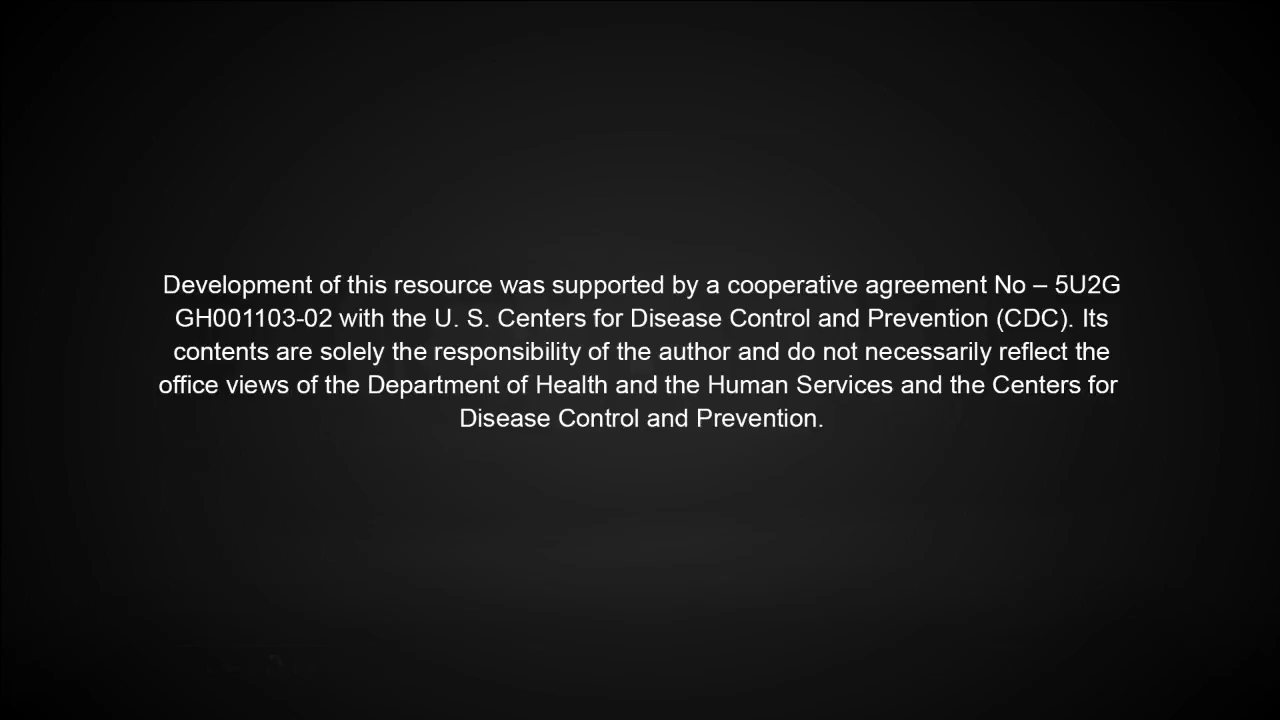 Development of this resource was supported by a cooperative agreement No – 5U2G
GH001103-02 with the U. S. Centers for Disease Control and Prevention (CDC). Its
contents are solely the responsibility of the author and do not necessarily reflect the
office views of the Department of Health and the Human Services and the Centers for
Disease Control and Prevention.